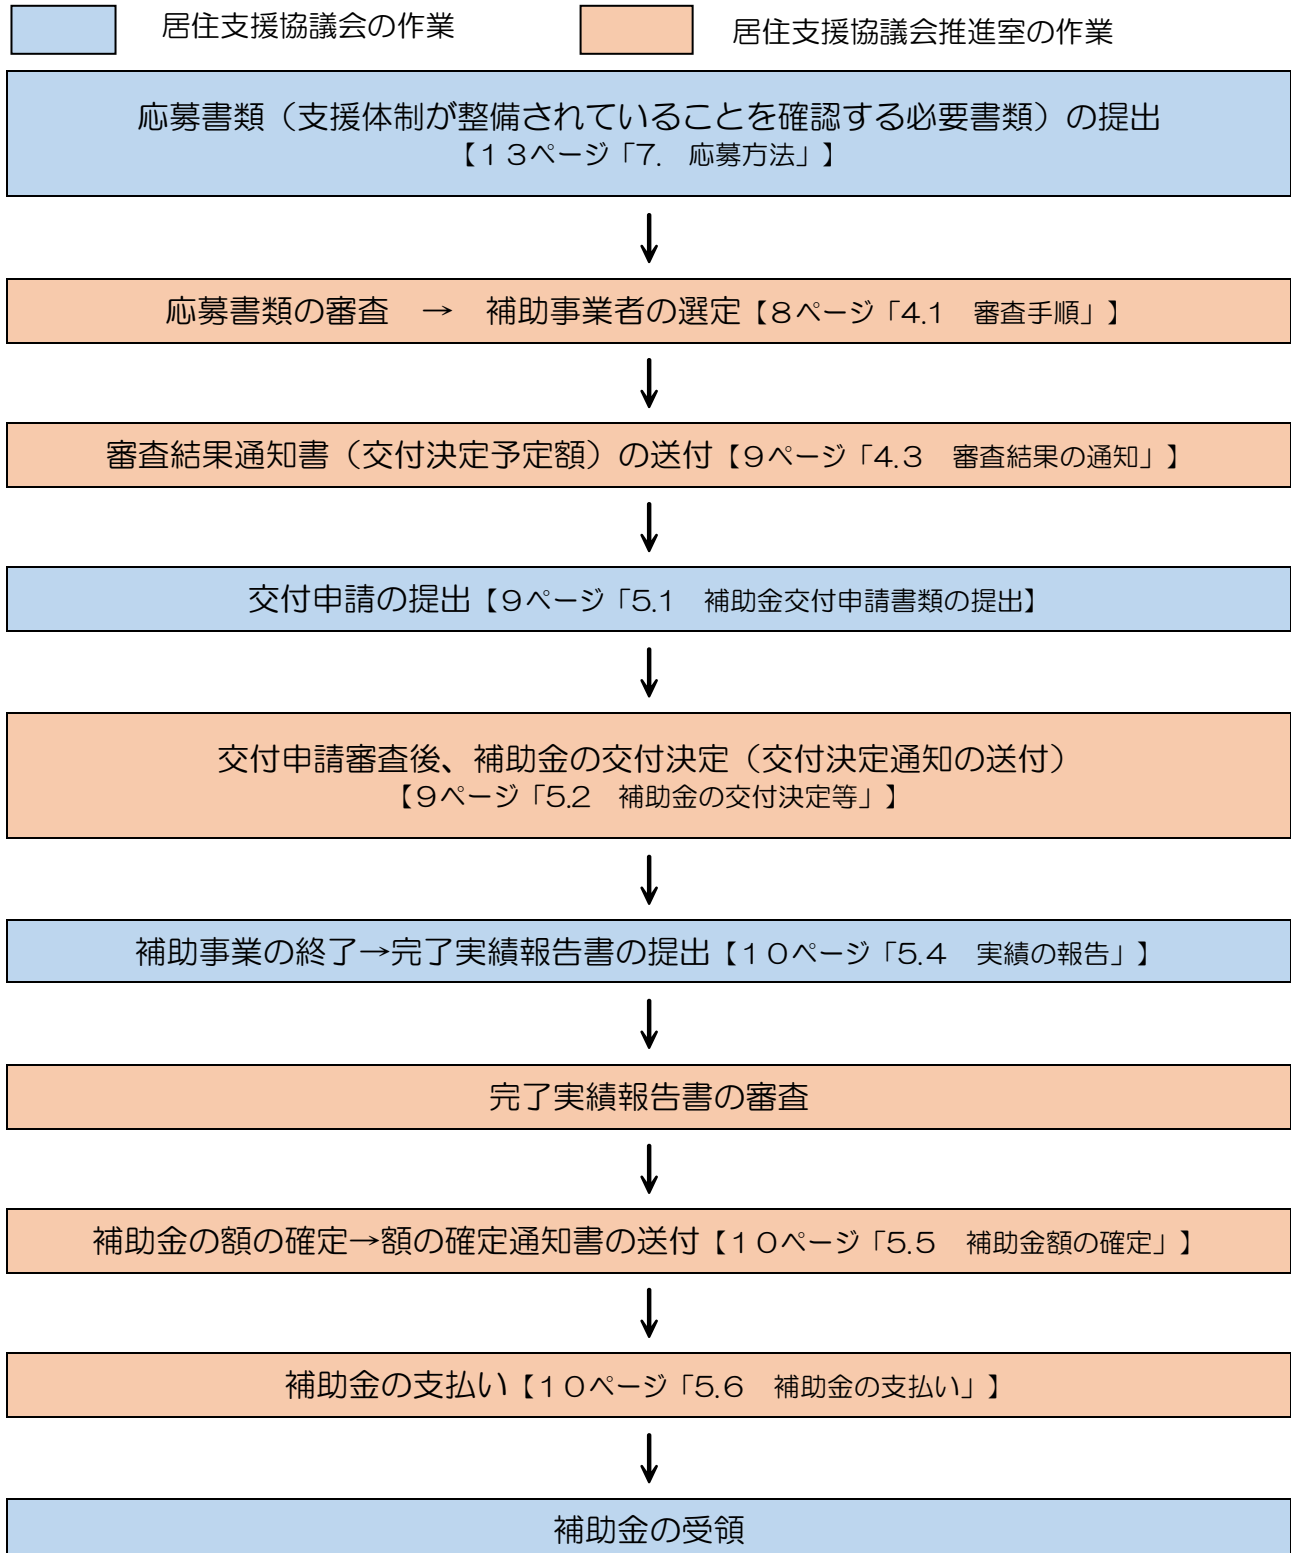 居住支援協議会の作業
居住支援協議会推進室の作業
応募書類（支援体制が整備されていることを確認する必要書類）の提出
【１３ページ「7.　応募方法」】
応募書類の審査　→　補助事業者の選定【８ページ「4.1　審査手順」】
審査結果通知書（交付決定予定額）の送付【９ページ「4.3　審査結果の通知」】
交付申請の提出【９ページ「5.1　補助金交付申請書類の提出】
交付申請審査後、補助金の交付決定（交付決定通知の送付）
【９ページ「5.2　補助金の交付決定等」】
補助事業の終了→完了実績報告書の提出【１０ページ「5.4　実績の報告」】
完了実績報告書の審査
補助金の額の確定→額の確定通知書の送付【１０ページ「5.5　補助金額の確定」】
補助金の支払い【１０ページ「5.6　補助金の支払い」】
補助金の受領